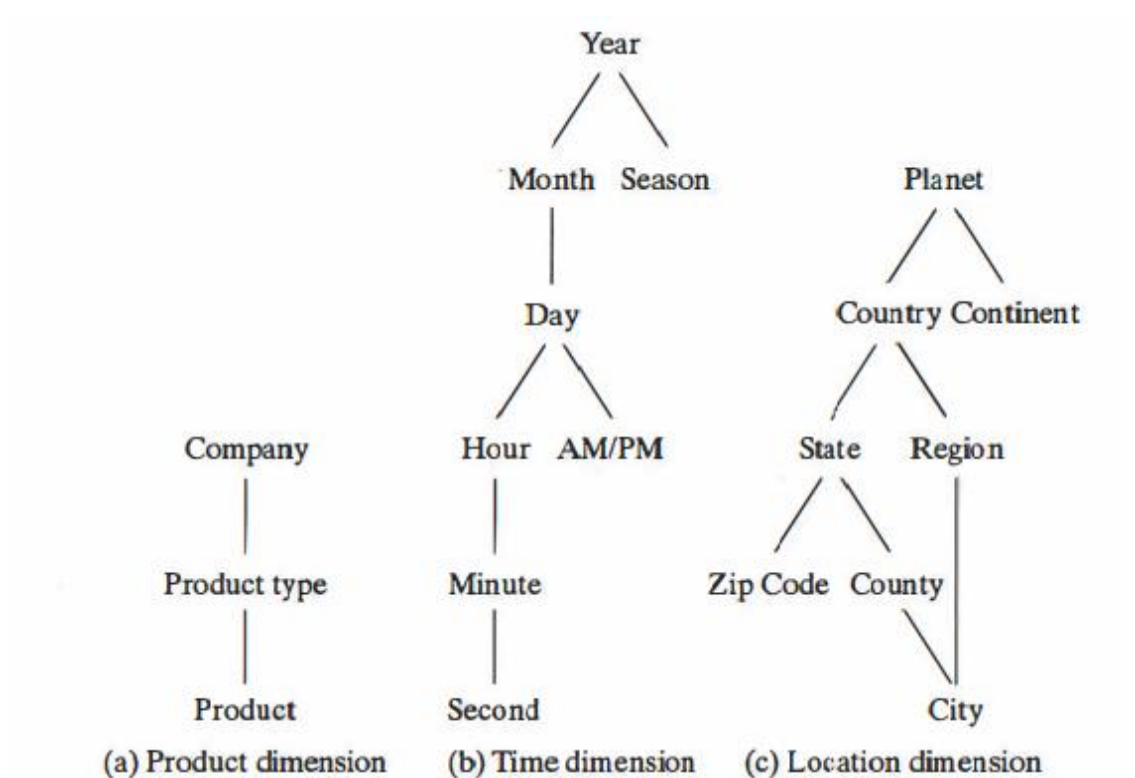 Year
Month Season Planet
Day Country Continent
Company Hour AM/PM State Region
Product type Minute Zip Code County
Product Second City
(a) Product dimension (b) Time dimension (c) Location dimension